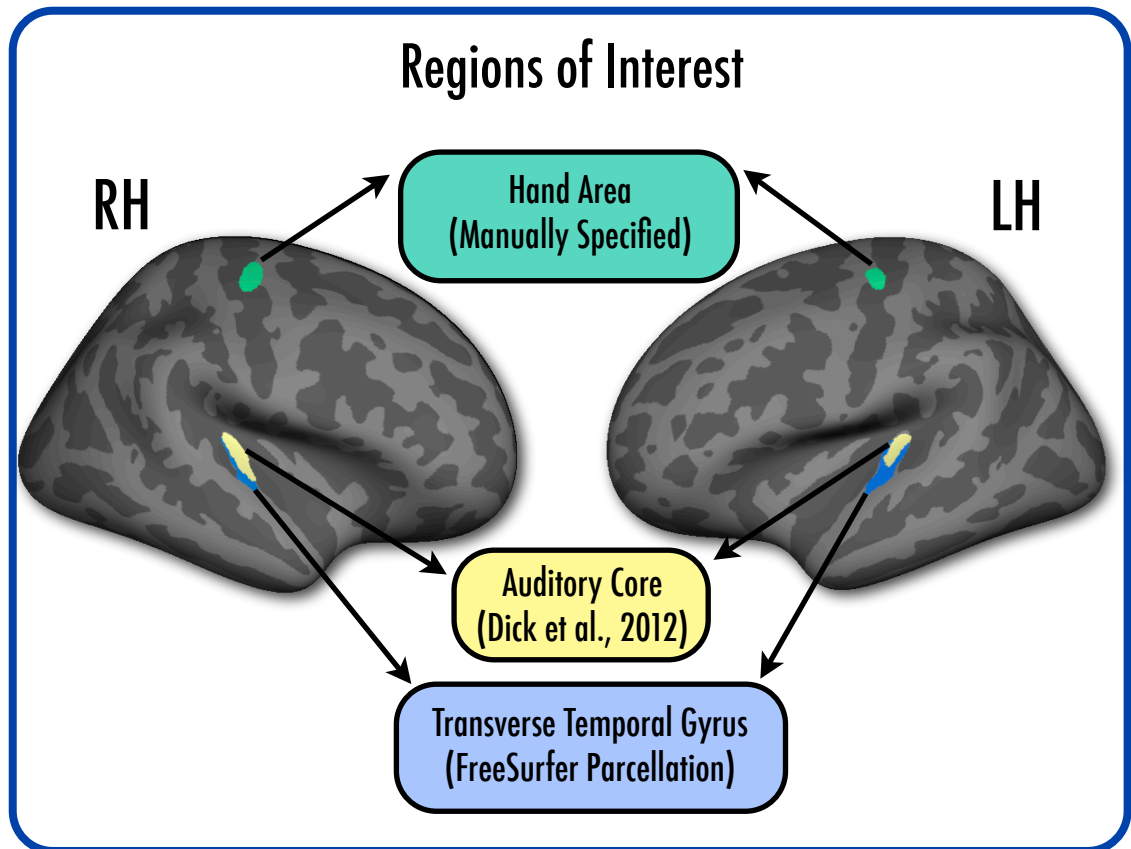 Regions of Interest
RH
LH
Hand Area
(Manually Specified)
Auditory Core
(Dick et al., 2012)
Transverse Temporal Gyrus
(FreeSurfer Parcellation)